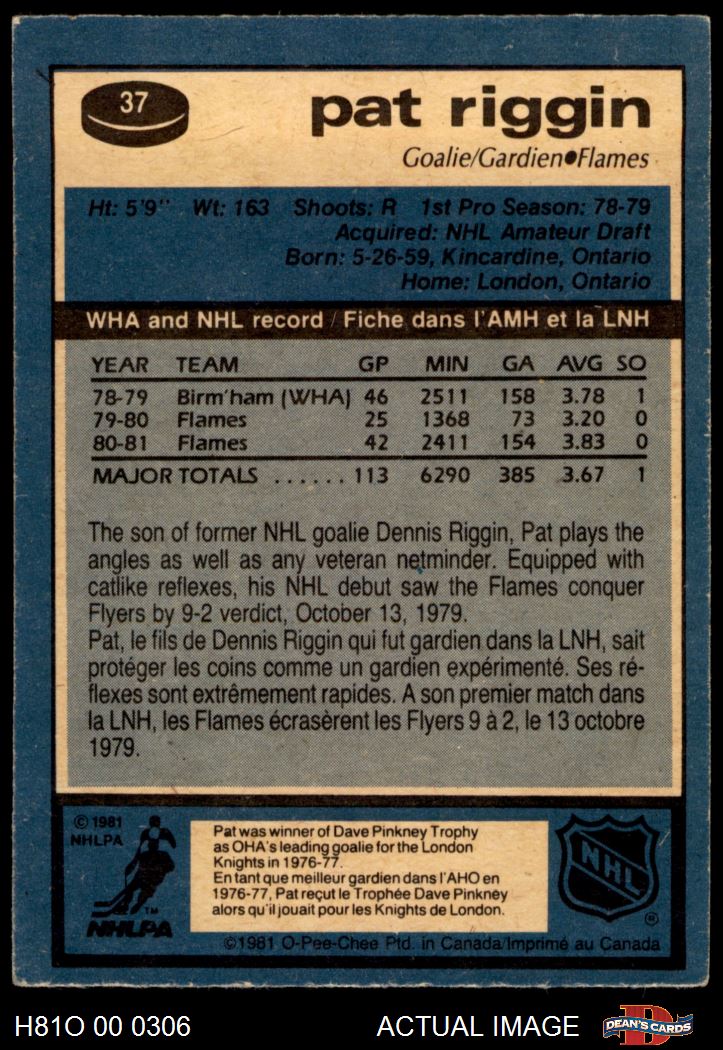 37
pat riggin
Goalie/Gardien●Flames
Ht: 5'9" Wt: 163 Shoots: R 1st Pro Season: 78-79
Acquired: NHL Amateur Draft
Born: 5-26-59, Kincardine, Ontario
Home: London, Ontario
WHA and NHL record / Fiche dans l'AMH et la LNH
YEAR TEAM GP MIN GA AVG SO
78-79 Birm'ham (WHA) 46 2511 158 3.78 1
79-80 Flames 25 1368 73 3.20 0
80-81 Flames 42 2411 154 3.83 0
MAJOR TOTALS ...... 113 6290 385 3.67 1
The son of former NHL goalie Dennis Riggin, Pat plays the
angles as well as any veteran netminder. Equipped with
catlike reflexes, his NHL debut saw the Flames conquer
Flyers by 9-2 verdict, October 13, 1979.
Pat, le fils de Dennis Riggin qui fut gardien dans la LNH, sait
protéger les coins comme un gardien expérimenté. Ses ré-
flexes sont extrêmement rapides. A son premier match dans
la LNH, les Flames écrasèrent les Flyers 9 à 2, le 13 octobre
1979.
© 1981
NHLPA
TM
NHLPA
Pat was winner of Dave Pinkney Trophy
as OHA's leading goalie for the London
Knights in 1976-77.
En tant que meilleur gardien dans l'AHO en
1976-77, Pat reçut le Trophée Dave Pinkney
alors qu'il jouait pour les Knights de London.
NHL
®
©1981 O-Pee-Chee Ptd. in Canada/Imprimé au Canada
H81O 00 0306 ACTUAL IMAGE
D
DEAN'S CARDS